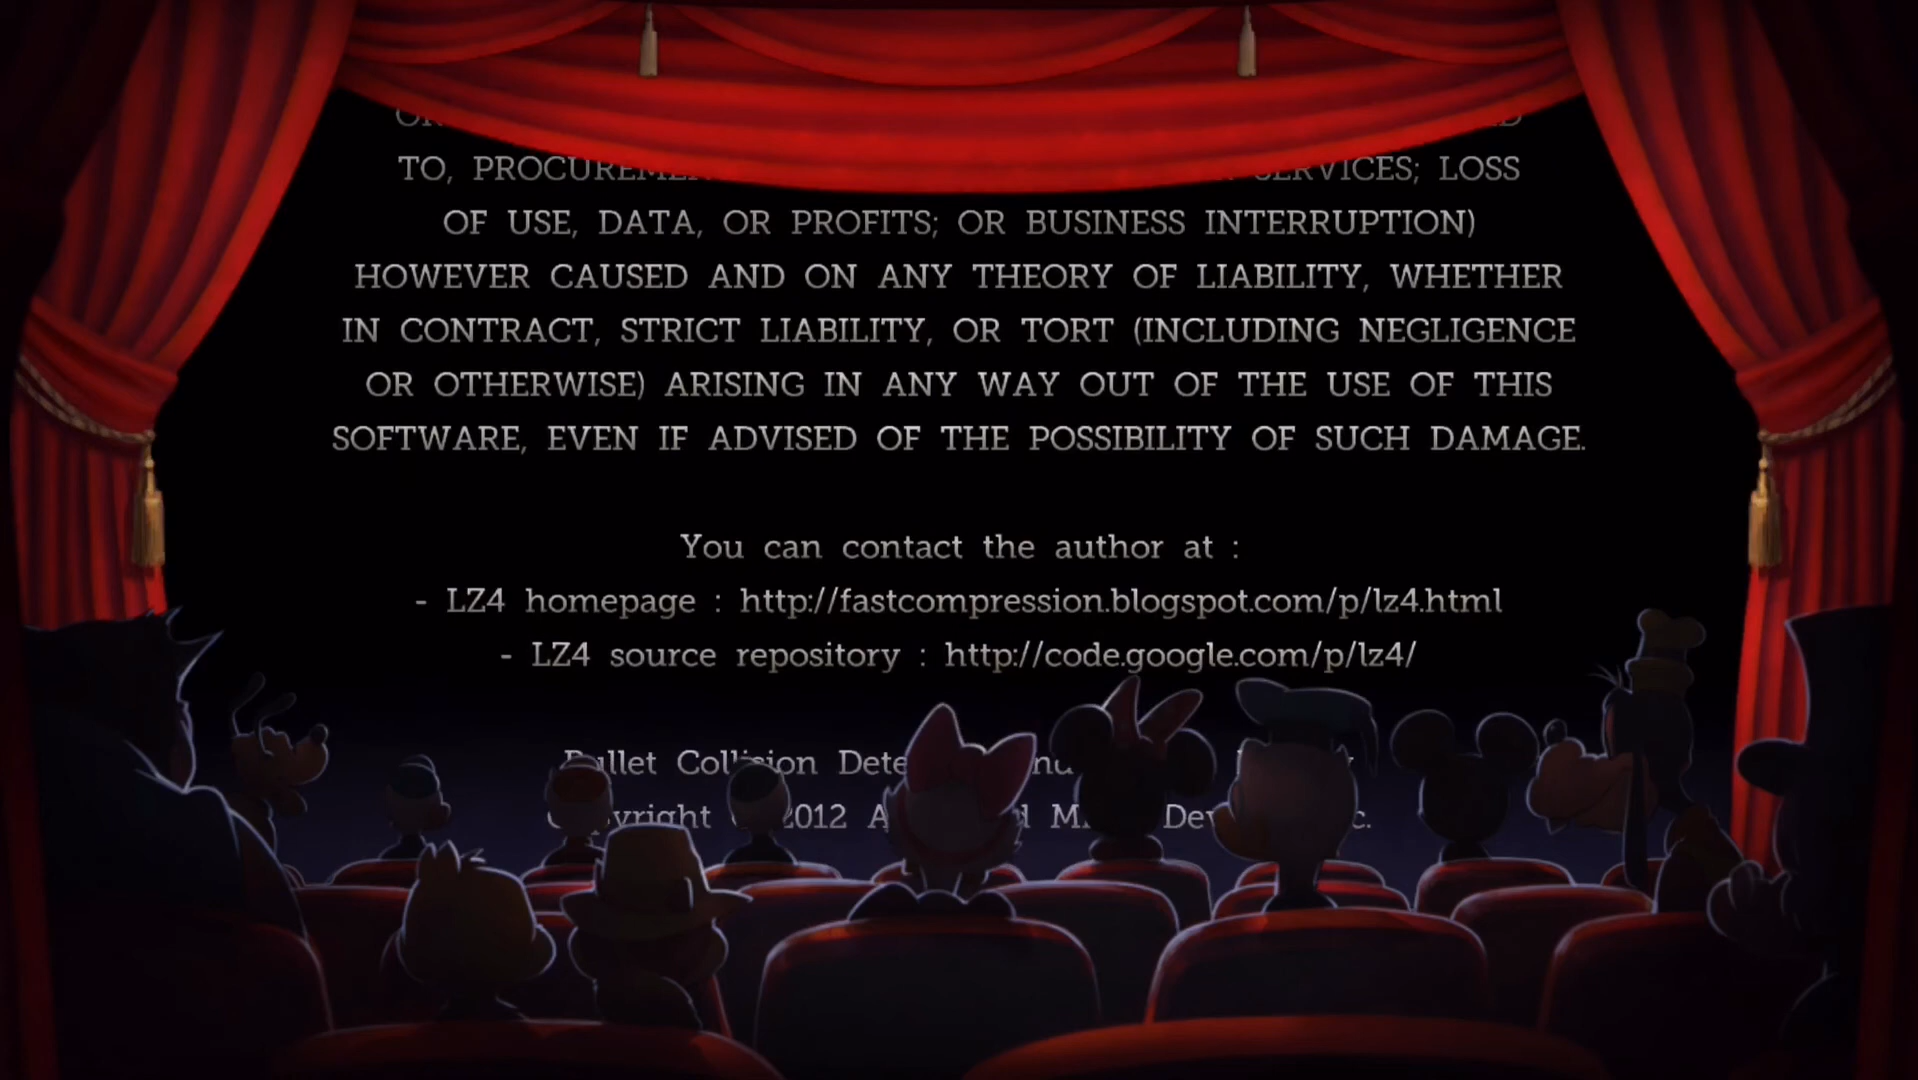 TO, SERVICES; LOSS
OF USE, DATA, OR PROFITS; OR BUSINESS INTERRUPTION)
HOWEVER CAUSED AND ON ANY THEORY OF LIABILITY, WHETHER
IN CONTRACT, STRICT LIABILITY, OR TORT (INCLUDING NEGLIGENCE
OR OTHERWISE) ARISING IN ANY WAY OUT OF THE USE OF THIS
SOFTWARE, EVEN IF ADVISED OF THE POSSIBILITY OF SUCH DAMAGE.
You can contact the author at :
- LZ4 homepage : http://fastcompression.blogspot.com/p/lz4.html
- LZ4 source repository : http://code.google.com/p/lz4/
Bullet Collision
Copyright 2012